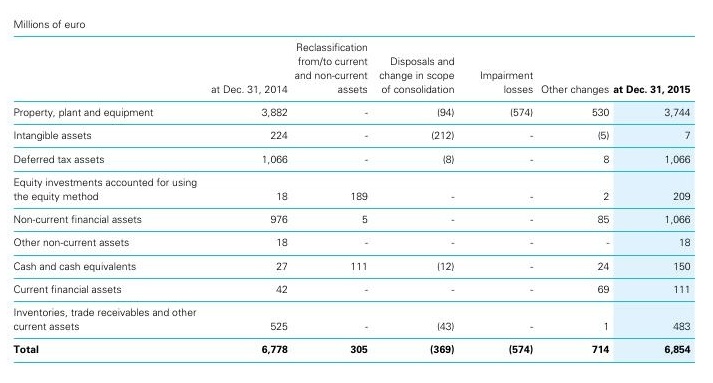 Millions of euro
at Dec. 31, 2014 Reclassification from/to current and non-current assets Disposals and change in scope of consolidation Impairment losses Other changes at Dec. 31, 2015
Property, plant and equipment 3,882 - (94) (574) 530 3,744
Intangible assets 224 - (212) - (5) 7
Deferred tax assets 1,066 - (8) - 8 1,066
Equity investments accounted for using
the equity method 18 189 - - 2 209
Non-current financial assets 976 5 - - 85 1,066
Other non-current assets 18 - - - - 18
Cash and cash equivalents 27 111 (12) - 24 150
Current financial assets 42 - - - 69 111
Inventories, trade receivables and other
current assets 525 - (43) - 1 483
Total 6,778 305 (369) (574) 714 6,854